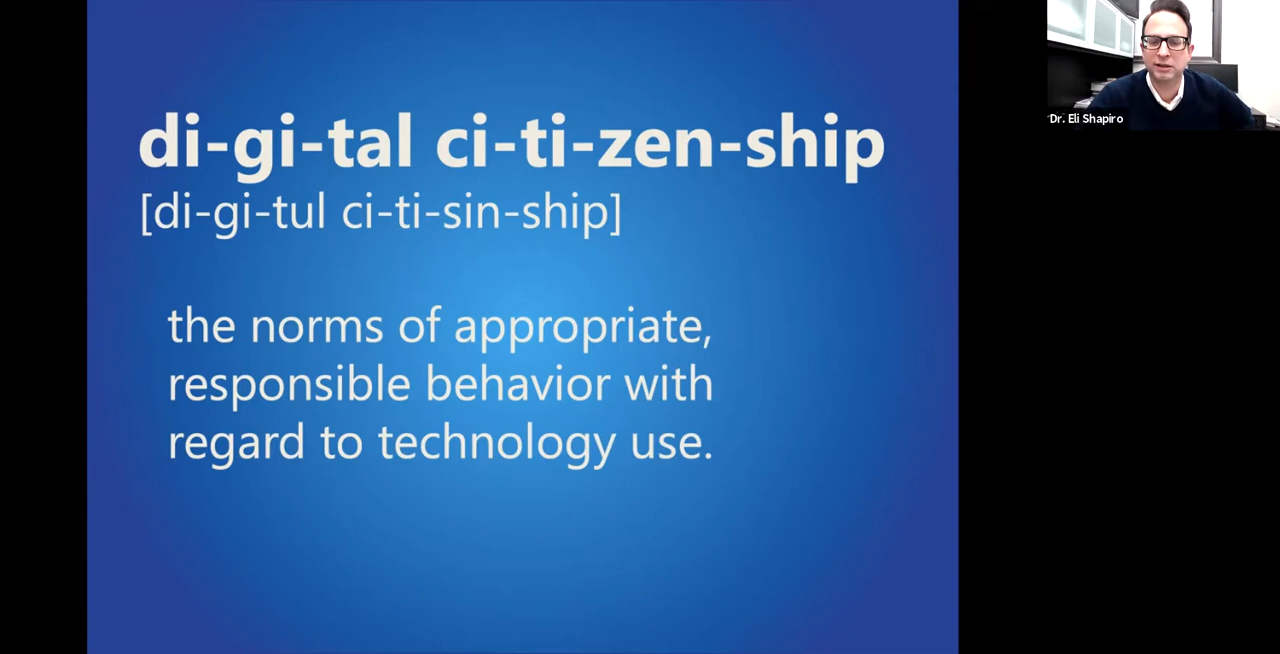 di-gi-tal ci-ti-zen-ship
[di-gi-tul ci-ti-sin-ship]
the norms of appropriate,
responsible behavior with
regard to technology use.
Dr. Eli Shapiro